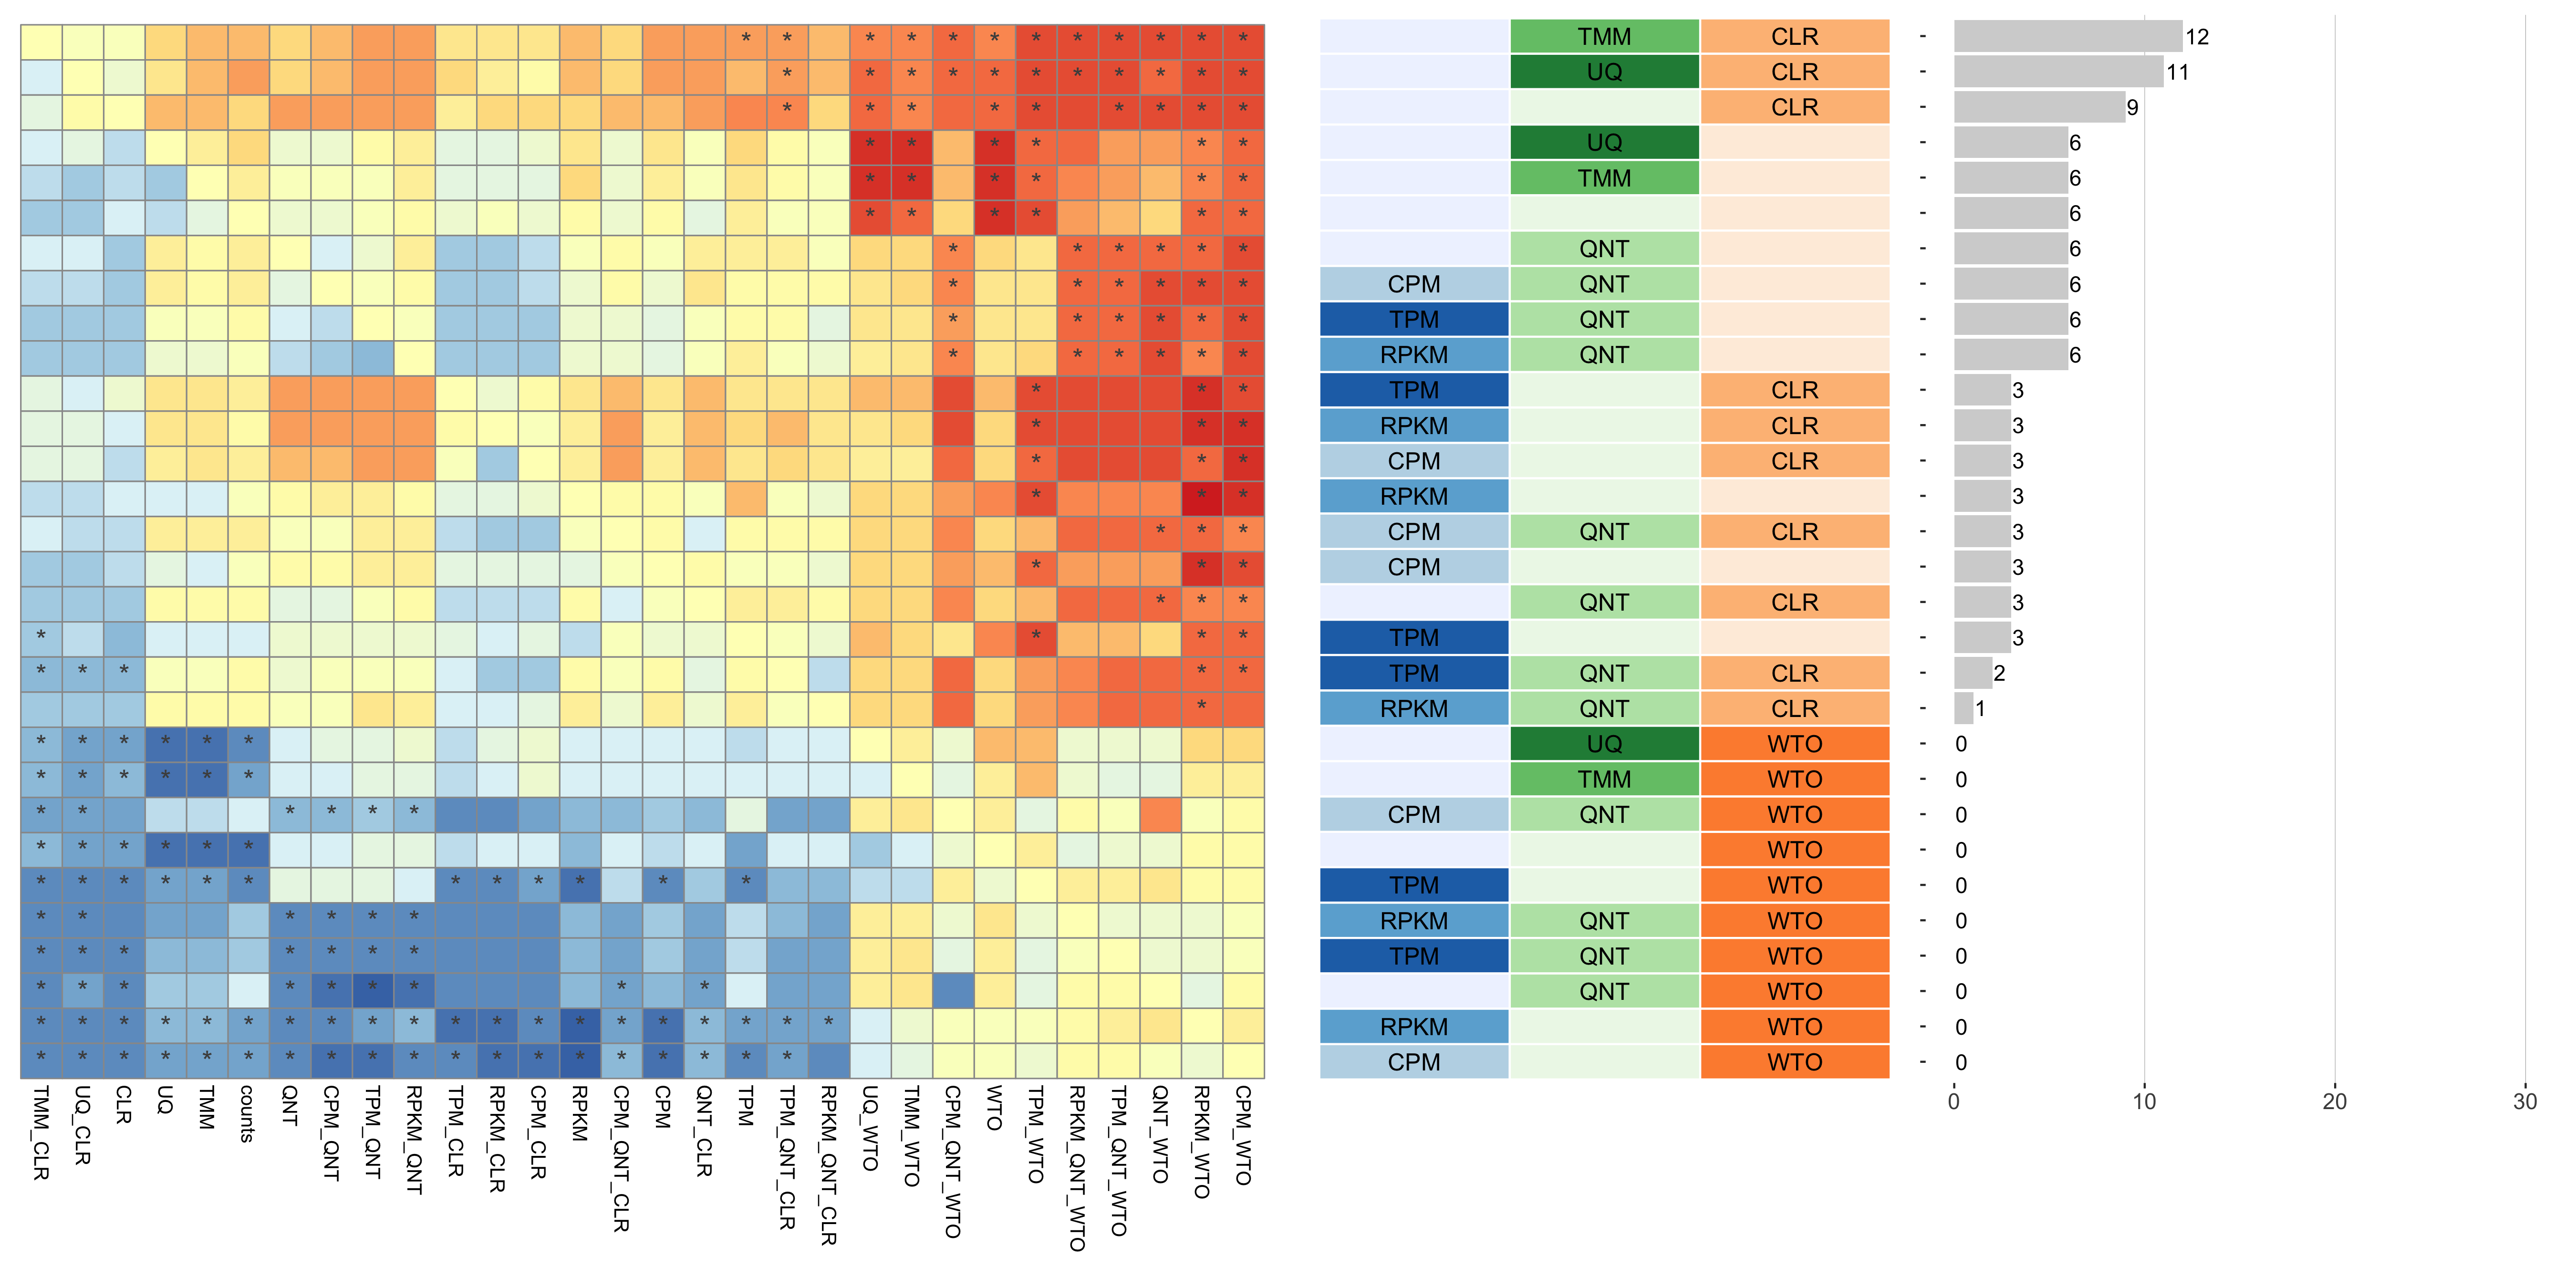 TMM CLR 12
UQ CLR 11
CLR 9
UQ 6
TMM 6
6
QNT 6
CPM QNT 6
TPM QNT 6
RPKM QNT 6
TPM CLR 3
RPKM CLR 3
CPM CLR 3
RPKM 3
CPM QNT CLR 3
CPM 3
QNT CLR 3
TPM 3
TPM QNT CLR 2
RPKM QNT CLR 1
UQ WTO 0
TMM WTO 0
CPM QNT WTO 0
WTO 0
TPM WTO 0
RPKM QNT WTO 0
TPM QNT WTO 0
QNT WTO 0
RPKM WTO 0
CPM WTO 0
TMM_CLR
UQ_CLR
CLR
UQ
TMM
counts
QNT
CPM_QNT
TPM_QNT
RPKM_QNT
TPM_CLR
RPKM_CLR
CPM_CLR
RPKM
CPM_QNT_CLR
CPM
QNT_CLR
TPM
TPM_QNT_CLR
RPKM_QNT_CLR
UQ_WTO
TMM_WTO
CPM_QNT_WTO
WTO
TPM_WTO
RPKM_QNT_WTO
TPM_QNT_WTO
QNT_WTO
RPKM_WTO
CPM_WTO
0 10 20 30